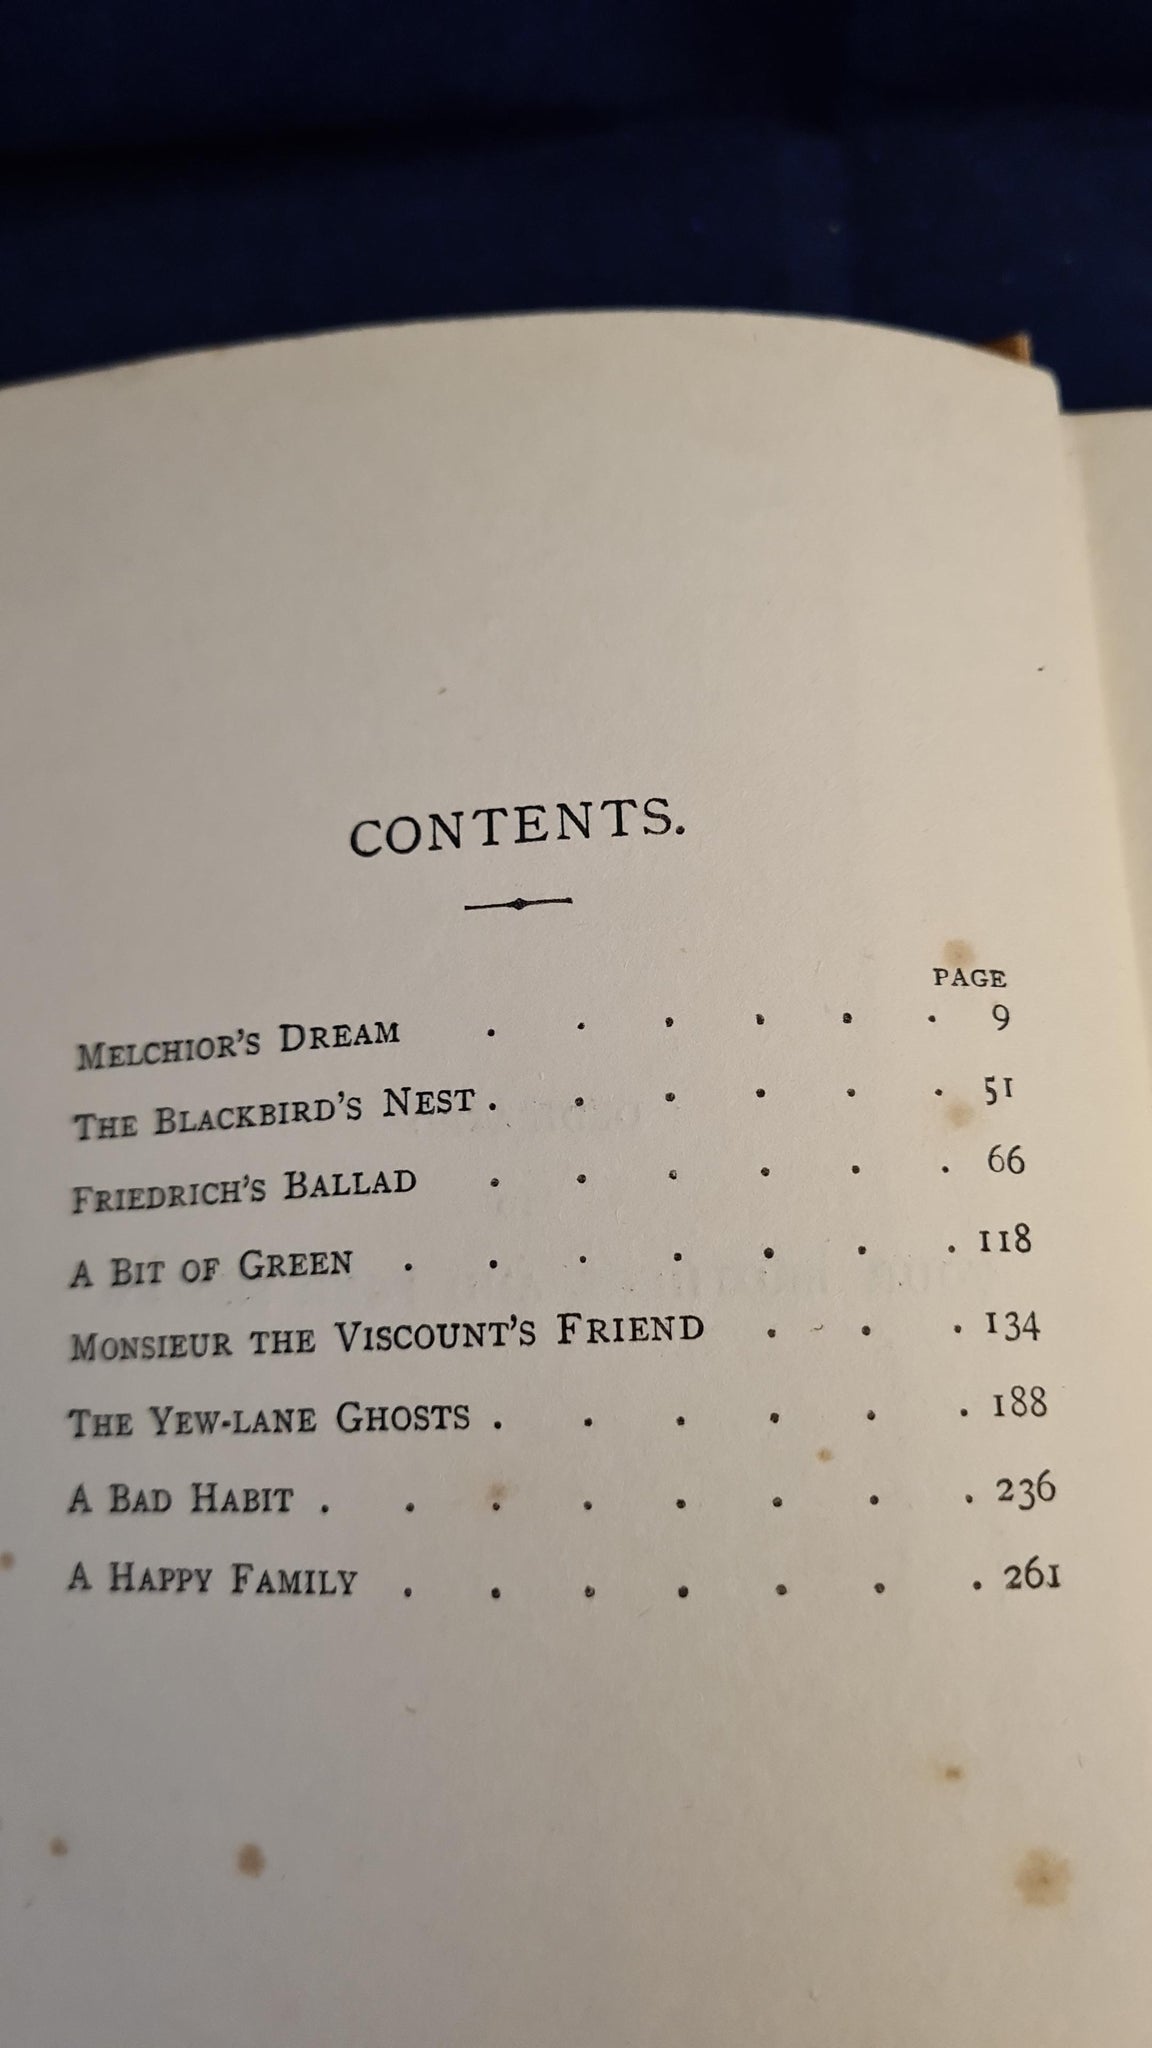 CONTENTS.
PAGE
MELCHIOR'S DREAM . . . . . . 9
THE BLACKBIRD'S NEST . . . . . . 51
FRIEDRICH'S BALLAD . . . . . . 66
A BIT OF GREEN . . . . . . . 118
MONSIEUR THE VISCOUNT'S FRIEND . . . 134
THE YEW-LANE GHOSTS . . . . . . 188
A BAD HABIT . . . . . . . . 236
A HAPPY FAMILY . . . . . . . 261